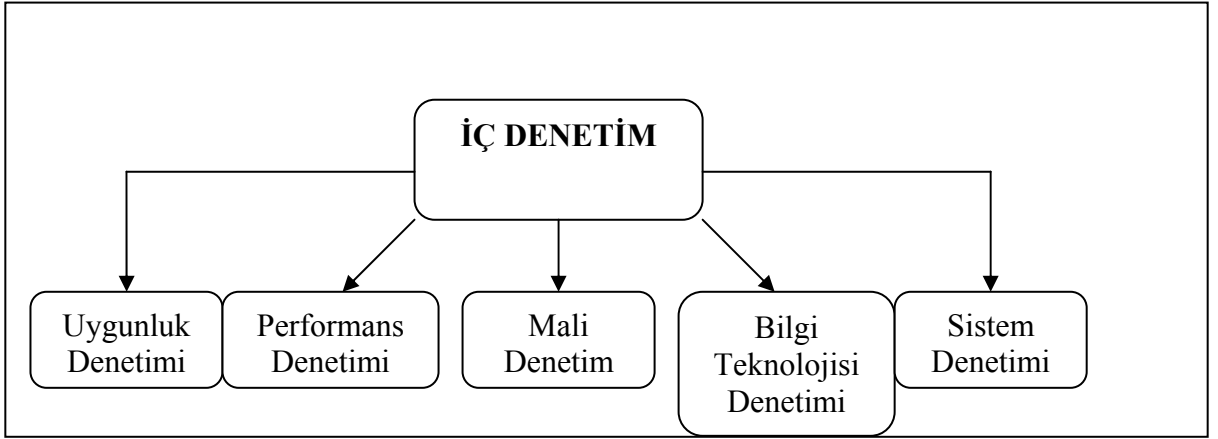 İÇ DENETİM
Uygunluk
Denetimi
Performans
Denetimi
Mali
Denetim
Bilgi
Teknolojisi
Denetimi
Sistem
Denetimi